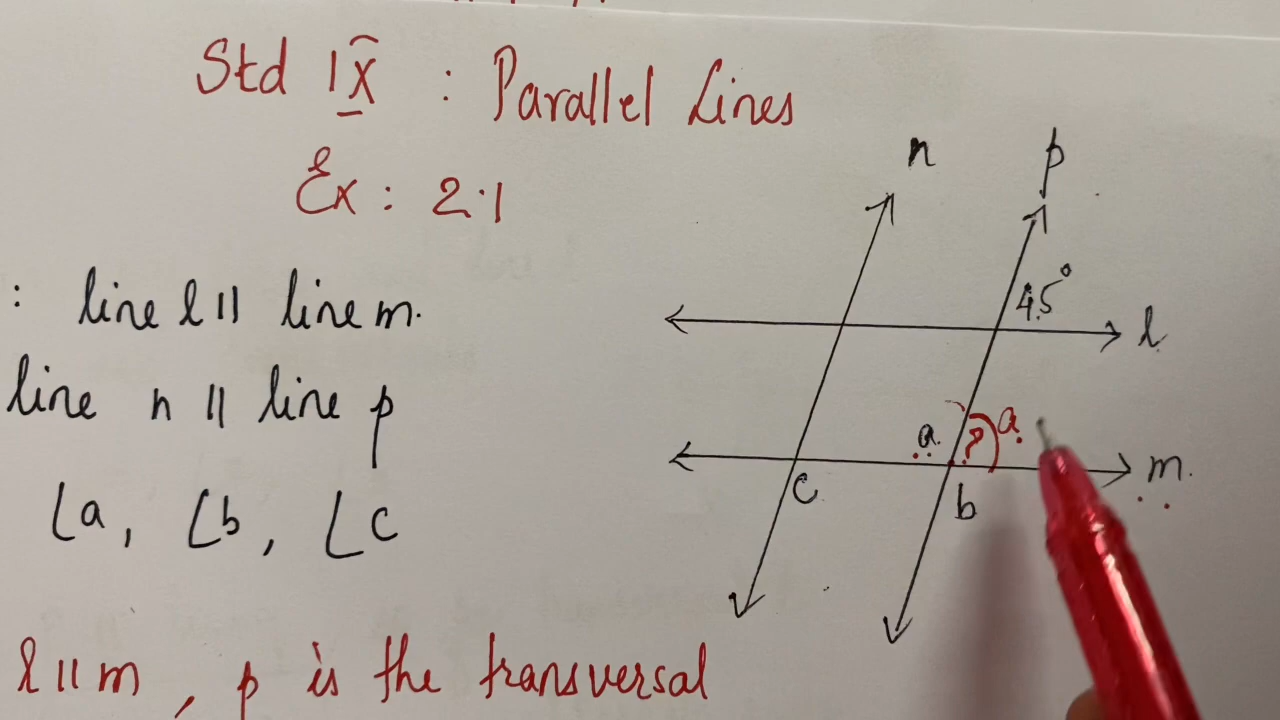 Std IX : Parallel Lines
Ex : 2.1
n
p
45°
l
: line l || line m.
line n || line p
a
a
m.
c
b
∠a, ∠b, ∠c
l || m, p is the transversal